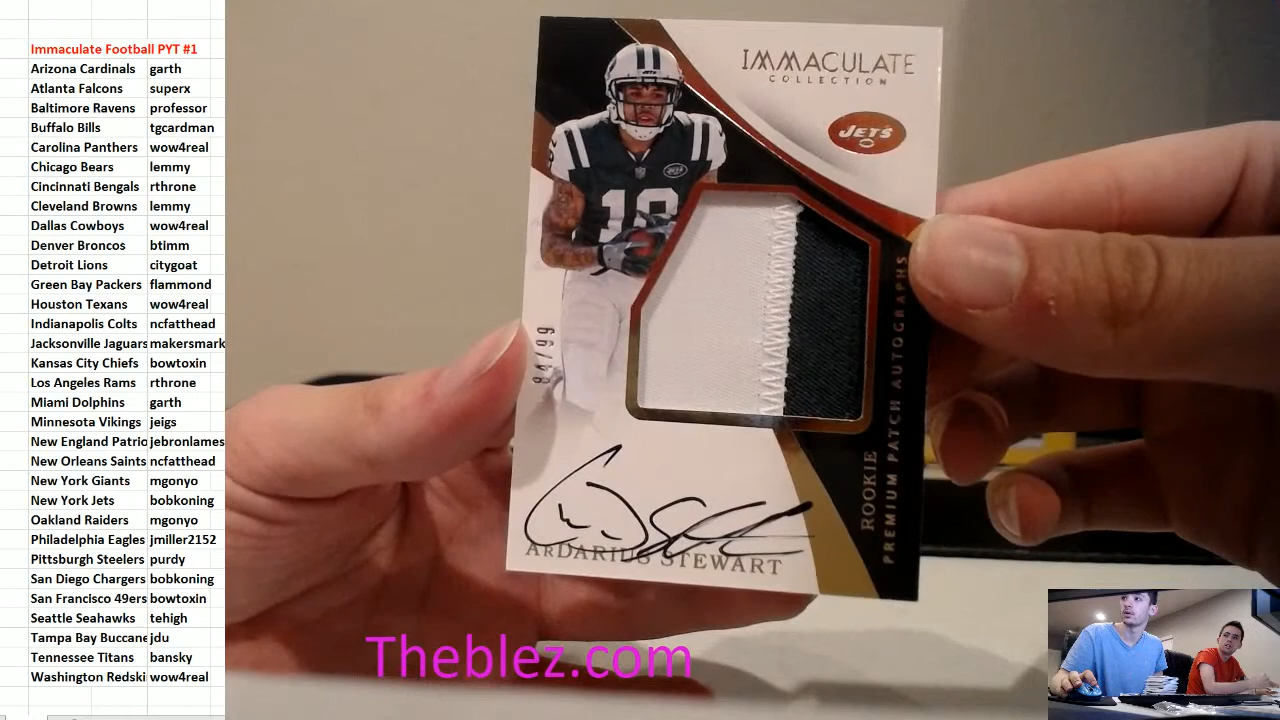 Immaculate Football PYT #1
Arizona Cardinals garth
Atlanta Falcons superx
Baltimore Ravens professor
Buffalo Bills tgcardman
Carolina Panthers wow4real
Chicago Bears lemmy
Cincinnati Bengals rthrone
Cleveland Browns lemmy
Dallas Cowboys wow4real
Denver Broncos btimm
Detroit Lions citygoat
Green Bay Packers flammond
Houston Texans wow4real
Indianapolis Colts ncfatthead
Jacksonville Jaguars makersmark
Kansas City Chiefs bowtoxin
Los Angeles Rams rthrone
Miami Dolphins garth
Minnesota Vikings jeigs
New England Patrio jebronlames
New Orleans Saints ncfatthead
New York Giants mgonyo
New York Jets bobkoning
Oakland Raiders mgonyo
Philadelphia Eagles jmiller2152
Pittsburgh Steelers purdy
San Diego Chargers bobkoning
San Francisco 49ers bowtoxin
Seattle Seahawks tehigh
Tampa Bay Buccane jdu
Tennessee Titans bansky
Washington Redski wow4real
IMMACULATE
COLLECTION
JETS
JETS
18
84/99
ROOKIE
PREMIUM PATCH AUTOGRAPHS
ArDARIUS STEWART
Theblez.com